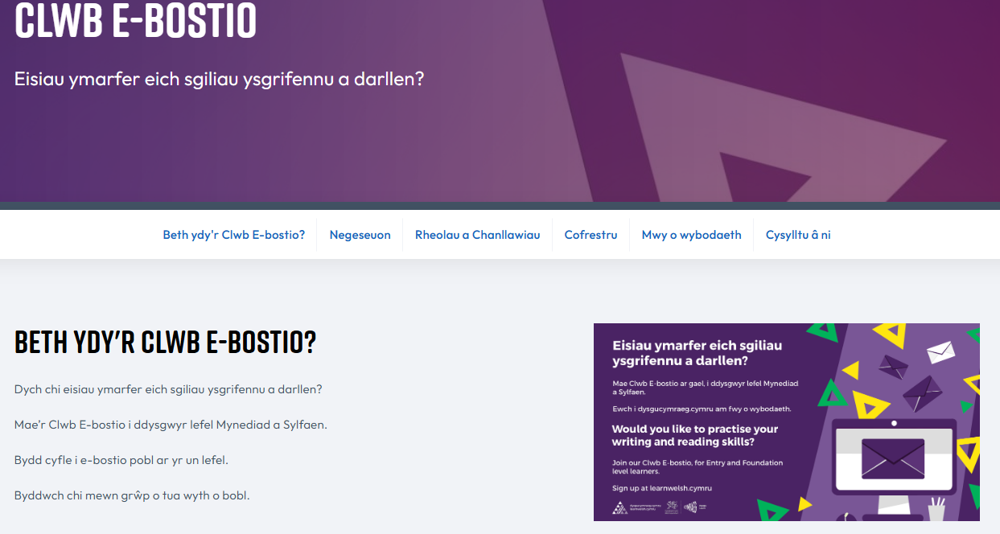 CLWB E-BOSTIO
Eisiau ymarfer eich sgiliau ysgrifennu a darllen?
Beth ydy'r Clwb E-bostio?
Negeseuon
Rheolau a Chanllawiau
Cofrestru
Mwy o wybodaeth
Cysylltu â ni
BETH YDY'R CLWB E-BOSTIO?
Dych chi eisiau ymarfer eich sgiliau ysgrifennu a darllen?
Mae'r Clwb E-bostio i ddysgwyr lefel Mynediad a Sylfaen.
Bydd cyfle i e-bostio pobl ar yr un lefel.
Byddwch chi mewn grŵp o tua wyth o bobl.
Eisiau ymarfer eich sgiliau
ysgrifennu a darllen?
Mae Clwb E-bostio ar gael, i ddysgwyr lefel Mynediad
a Sylfaen.
Ewch i dysgucymraeg.cymru am fwy o wybodaeth.
Would you like to practise your
writing and reading skills?
Join our Clwb E-bostio, for Entry and Foundation
level learners.
Sign up at learnwelsh.cymru
dysgucymraeg.cymru
learnwelsh.cymru